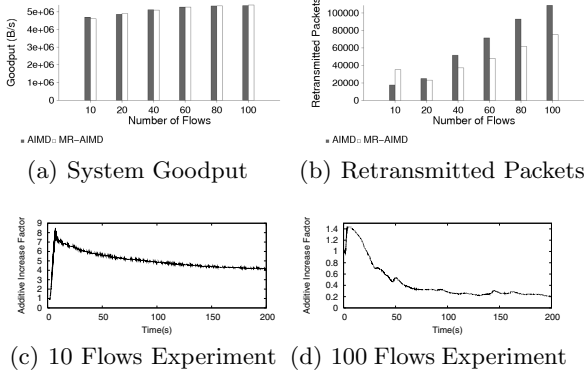 Goodput (B/s)
5e+06
4e+06
3e+06
2e+06
1e+06
0
10 20 40 60 80 100
Number of Flows
AIMD MR-AIMD
(a) System Goodput
Retransmitted Packets
100000
80000
60000
40000
20000
0
10 20 40 60 80 100
Number of Flows
AIMD MR-AIMD
(b) Retransmitted Packets
Additive Increase Factor
9
8
7
6
5
4
3
2
1
0
0 50 100 150 200
Time(s)
(c) 10 Flows Experiment
Additive Increase Factor
1.4
1.2
1
0.8
0.6
0.4
0.2
0
0 50 100 150 200
Time(s)
(d) 100 Flows Experiment